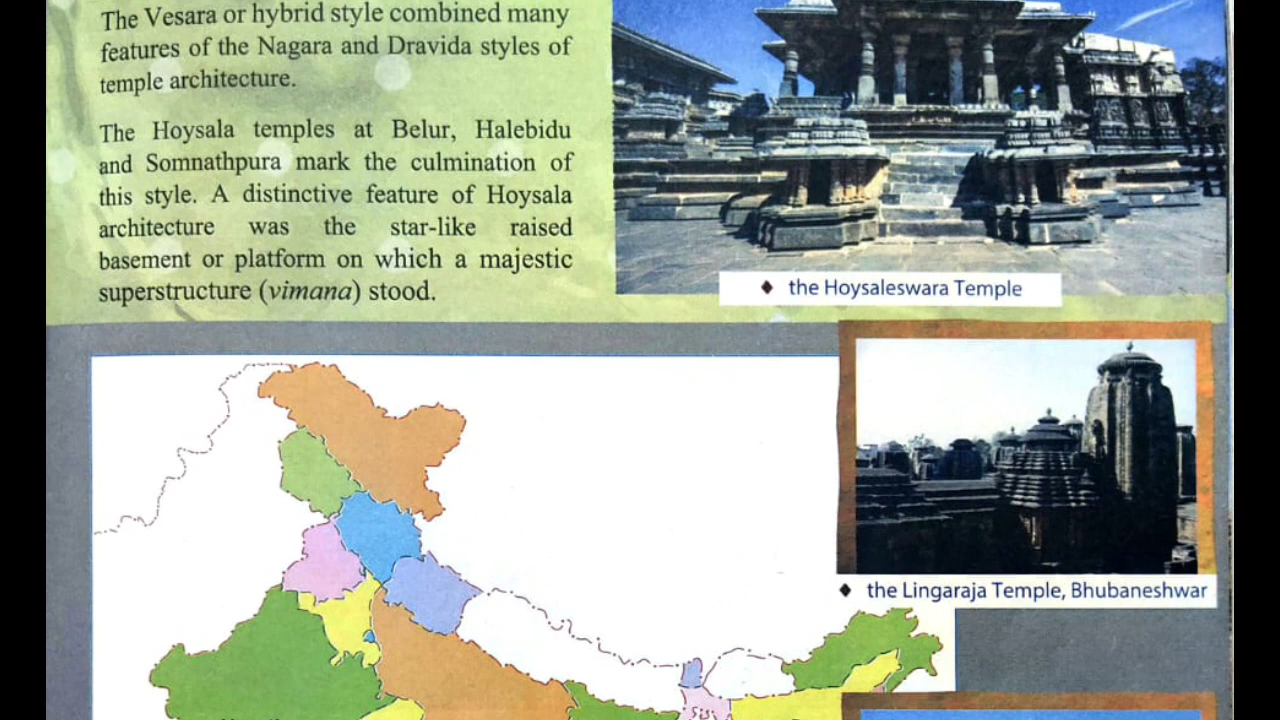 The Vesara or hybrid style combined many
features of the Nagara and Dravida styles of
temple architecture.
The Hoysala temples at Belur, Halebidu
and Somnathpura mark the culmination of
this style. A distinctive feature of Hoysala
architecture was the star-like raised
basement or platform on which a majestic
superstructure (vimana) stood.
♦ the Hoysaleswara Temple
♦ the Lingaraja Temple, Bhubaneshwar